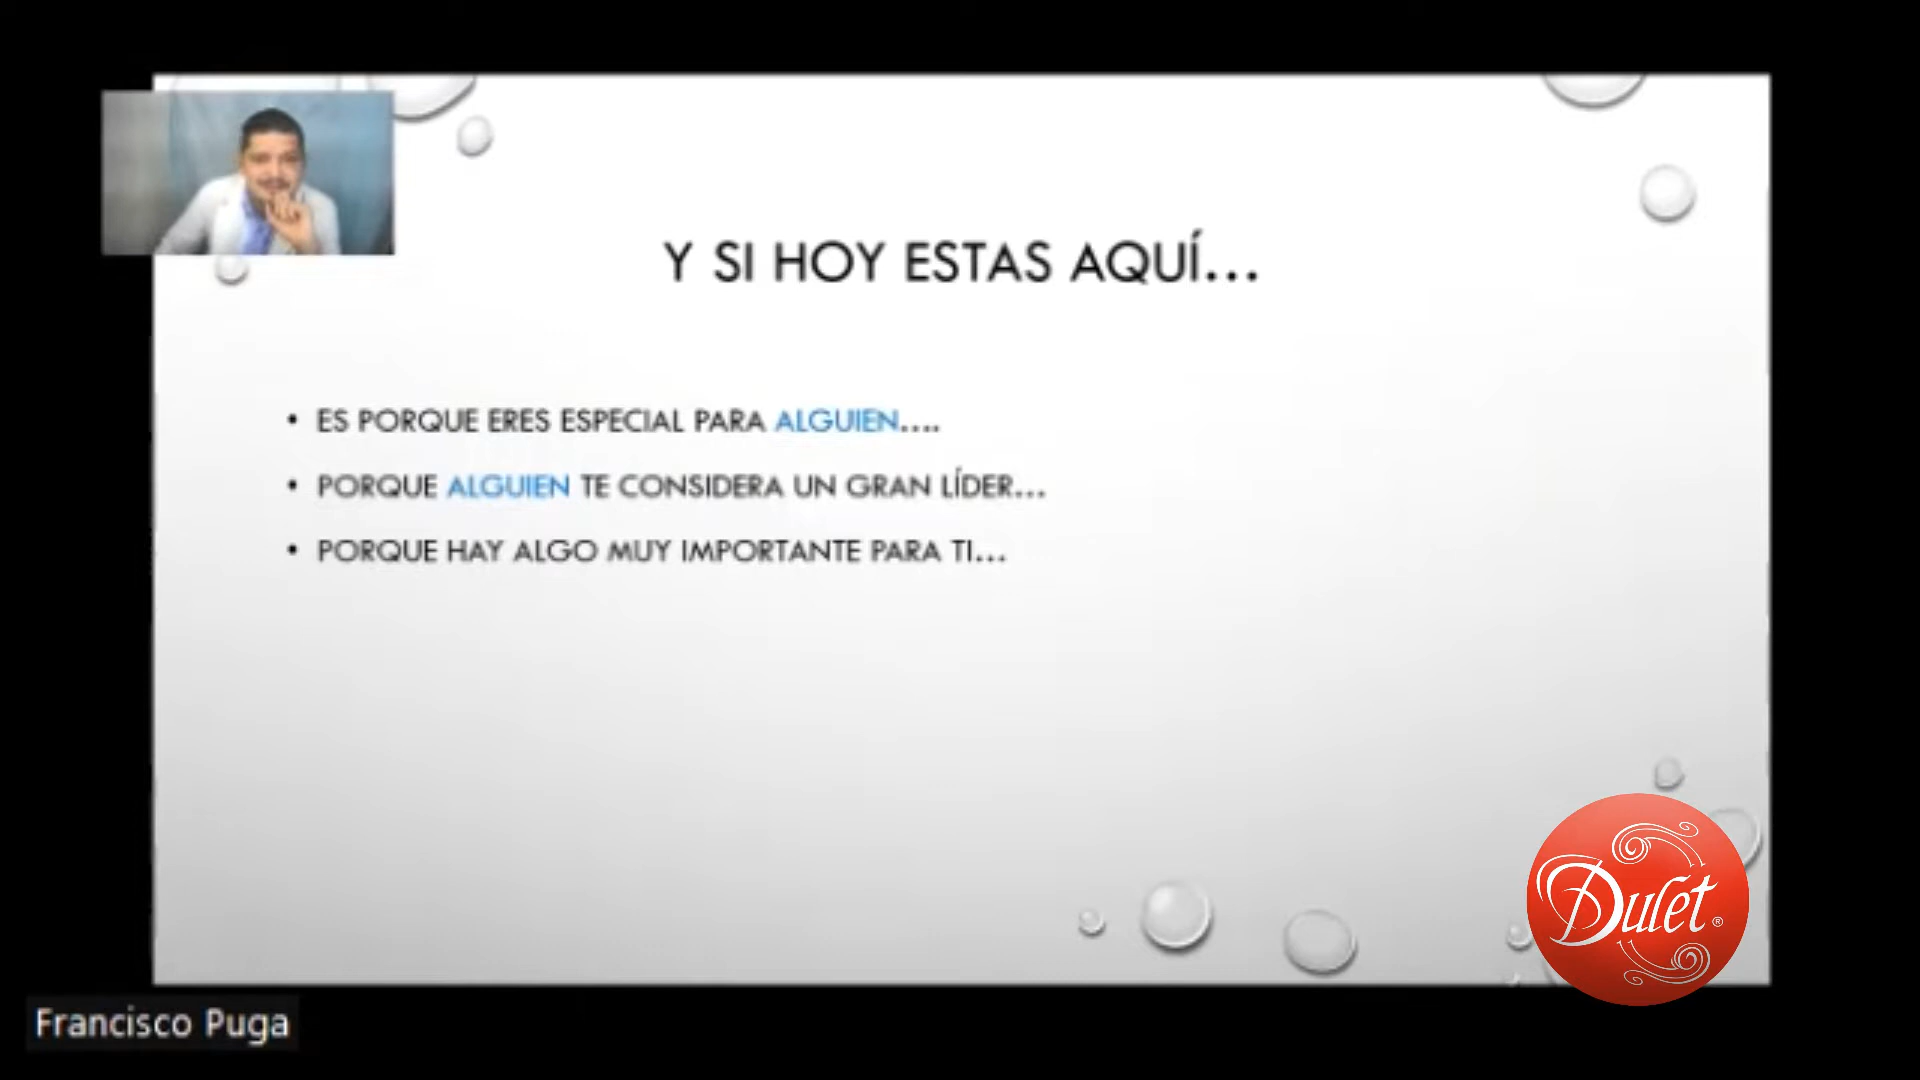 Y SI HOY ESTAS AQUÍ...
• ES PORQUE ERES ESPECIAL PARA ALGUIEN....
• PORQUE ALGUIEN TE CONSIDERA UN GRAN LÍDER...
• PORQUE HAY ALGO MUY IMPORTANTE PARA TI...
Dulet®
Francisco Puga